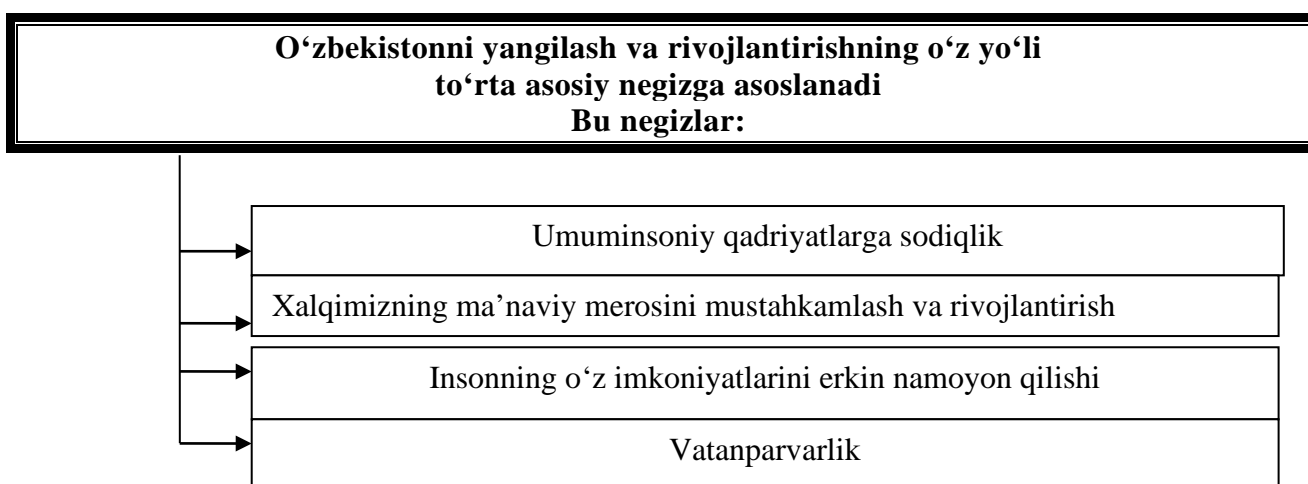 O‘zbekistonni yangilash va rivojlantirishning o‘z yo‘li
to‘rta asosiy negizga asoslanadi
Bu negizlar:
Umuminsoniy qadriyatlarga sodiqlik
Xalqimizning ma’naviy merosini mustahkamlash va rivojlantirish
Insonning o‘z imkoniyatlarini erkin namoyon qilishi
Vatanparvarlik